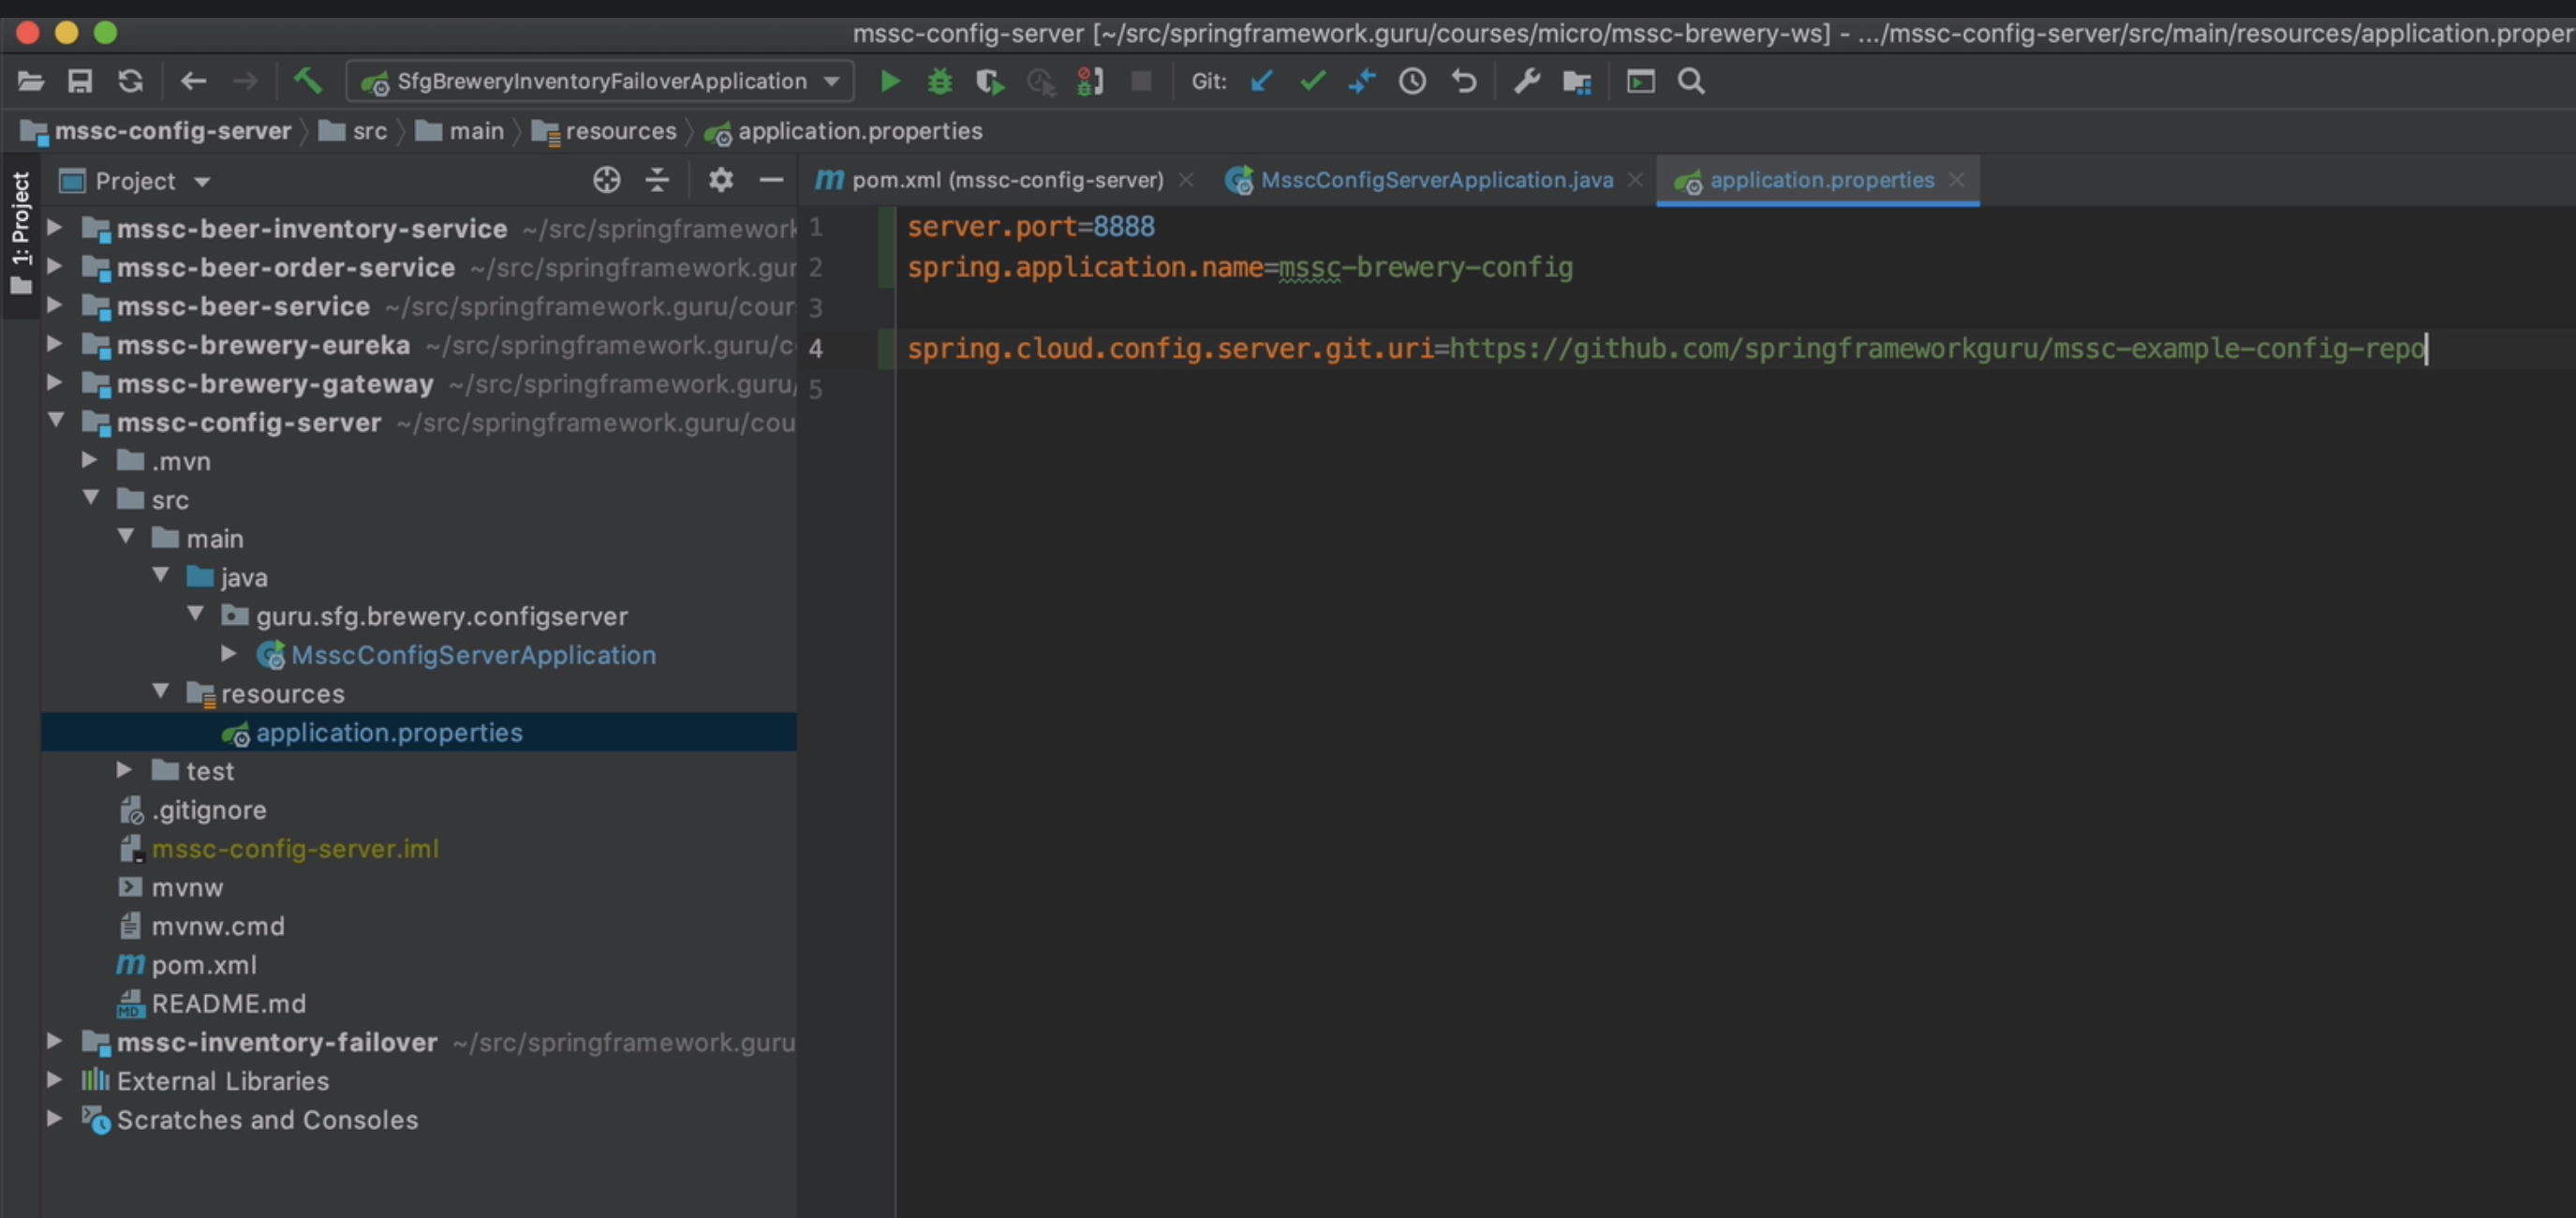 mssc-config-server [~/src/springframework.guru/courses/micro/mssc-brewery-ws] - .../mssc-config-server/src/main/resources/application.proper
SfgBreweryInventoryFailoverApplication
Git:
mssc-config-server src main resources application.properties
1: Project
Project
pom.xml (mssc-config-server)
MsscConfigServerApplication.java
application.properties
mssc-beer-inventory-service ~/src/springframework
mssc-beer-order-service ~/src/springframework.gur
mssc-beer-service ~/src/springframework.guru/cour
mssc-brewery-eureka ~/src/springframework.guru/c
mssc-brewery-gateway ~/src/springframework.guru/
mssc-config-server ~/src/springframework.guru/cou
.mvn
src
main
java
guru.sfg.brewery.configserver
MsscConfigServerApplication
resources
application.properties
test
.gitignore
mssc-config-server.iml
mvnw
mvnw.cmd
pom.xml
README.md
mssc-inventory-failover ~/src/springframework.guru
External Libraries
Scratches and Consoles
1 server.port=8888
2 spring.application.name=mssc-brewery-config
3
4 spring.cloud.config.server.git.uri=https://github.com/springframeworkguru/mssc-example-config-repo
5